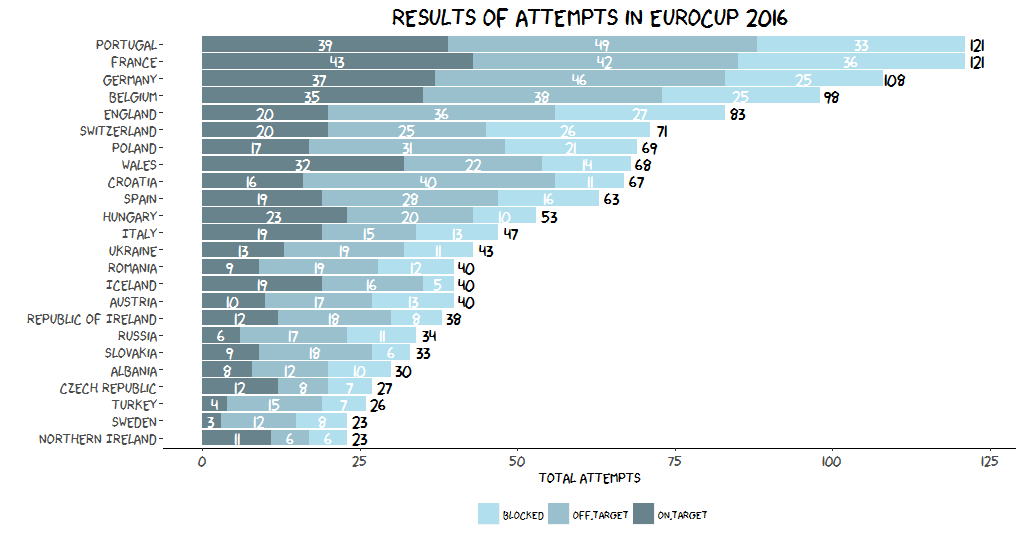 RESULTS OF ATTEMPTS IN EUROCUP 2016
PORTUGAL 39 49 33 121
FRANCE 43 42 36 121
GERMANY 37 46 25 108
BELGIUM 35 38 25 98
ENGLAND 20 36 27 83
SWITZERLAND 20 25 26 71
POLAND 17 31 21 69
WALES 32 22 14 68
CROATIA 16 40 11 67
SPAIN 19 28 16 63
HUNGARY 23 20 10 53
ITALY 19 15 13 47
UKRAINE 13 19 11 43
ROMANIA 9 19 12 40
ICELAND 19 16 5 40
AUSTRIA 10 17 13 40
REPUBLIC OF IRELAND 12 18 8 38
RUSSIA 6 17 11 34
SLOVAKIA 9 18 6 33
ALBANIA 8 12 10 30
CZECH REPUBLIC 12 8 7 27
TURKEY 4 15 7 26
SWEDEN 3 12 8 23
NORTHERN IRELAND 11 6 6 23
0 25 50 75 100 125
TOTAL ATTEMPTS
BLOCKED OFF.TARGET ON.TARGET